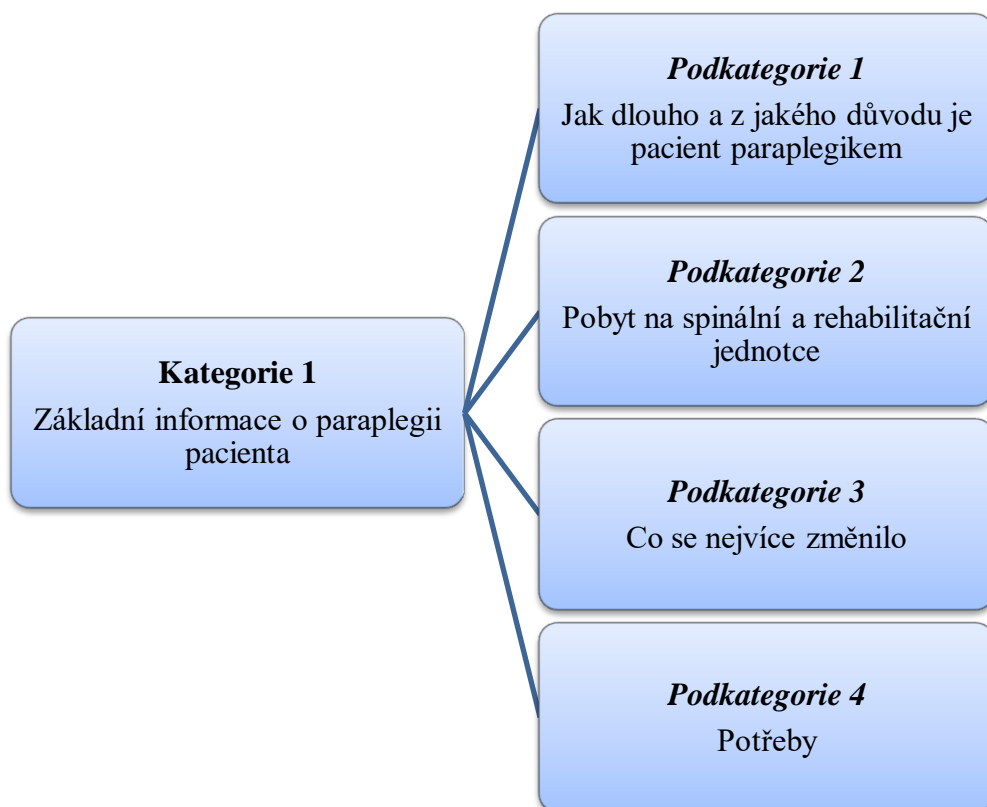 Podkategorie 1
Jak dlouho a z jakého důvodu je
pacient paraplegikem
Podkategorie 2
Pobyt na spinální a rehabilitační
jednotce
Kategorie 1
Základní informace o paraplegii
pacienta
Podkategorie 3
Co se nejvíce změnilo
Podkategorie 4
Potřeby